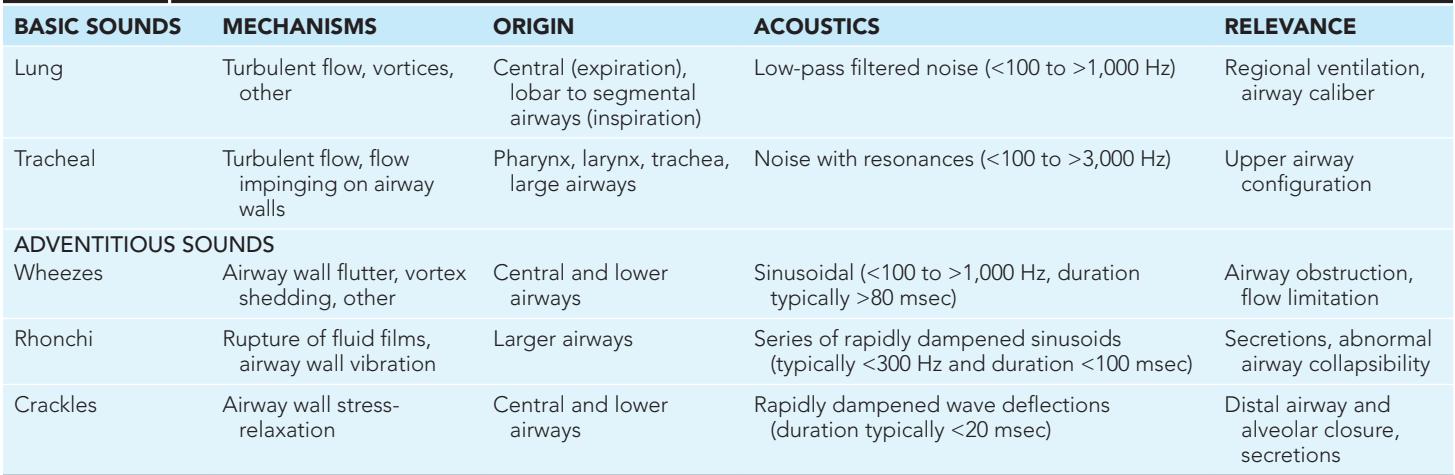 BASIC SOUNDS MECHANISMS ORIGIN ACOUSTICS RELEVANCE
Lung Turbulent flow, vortices, Central (expiration), Low-pass filtered noise (<100 to >1,000 Hz) Regional ventilation,
other lobar to segmental airway caliber
airways (inspiration)
Tracheal Turbulent flow, flow Pharynx, larynx, trachea, Noise with resonances (<100 to >3,000 Hz) Upper airway
impinging on airway large airways configuration
walls
ADVENTITIOUS SOUNDS
Wheezes Airway wall flutter, vortex Central and lower Sinusoidal (<100 to >1,000 Hz, duration Airway obstruction,
shedding, other airways typically >80 msec) flow limitation
Rhonchi Rupture of fluid films, Larger airways Series of rapidly dampened sinusoids Secretions, abnormal
airway wall vibration (typically <300 Hz and duration <100 msec) airway collapsibility
Crackles Airway wall stress- Central and lower Rapidly dampened wave deflections Distal airway and
relaxation airways (duration typically <20 msec) alveolar closure,
secretions